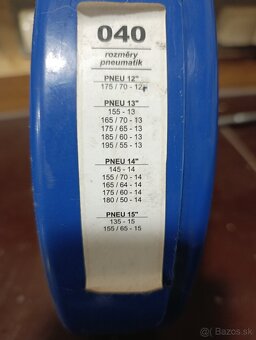 040
rozměry
pneumatik
PNEU 12"
175 / 70 - 12
PNEU 13"
155 - 13
165 / 70 - 13
175 / 65 - 13
185 / 60 - 13
195 / 55 - 13
PNEU 14"
145 - 14
155 / 70 - 14
165 / 64 - 14
175 / 60 - 14
180 / 50 - 14
PNEU 15"
135 - 15
155 / 65 - 15
bazos.sk